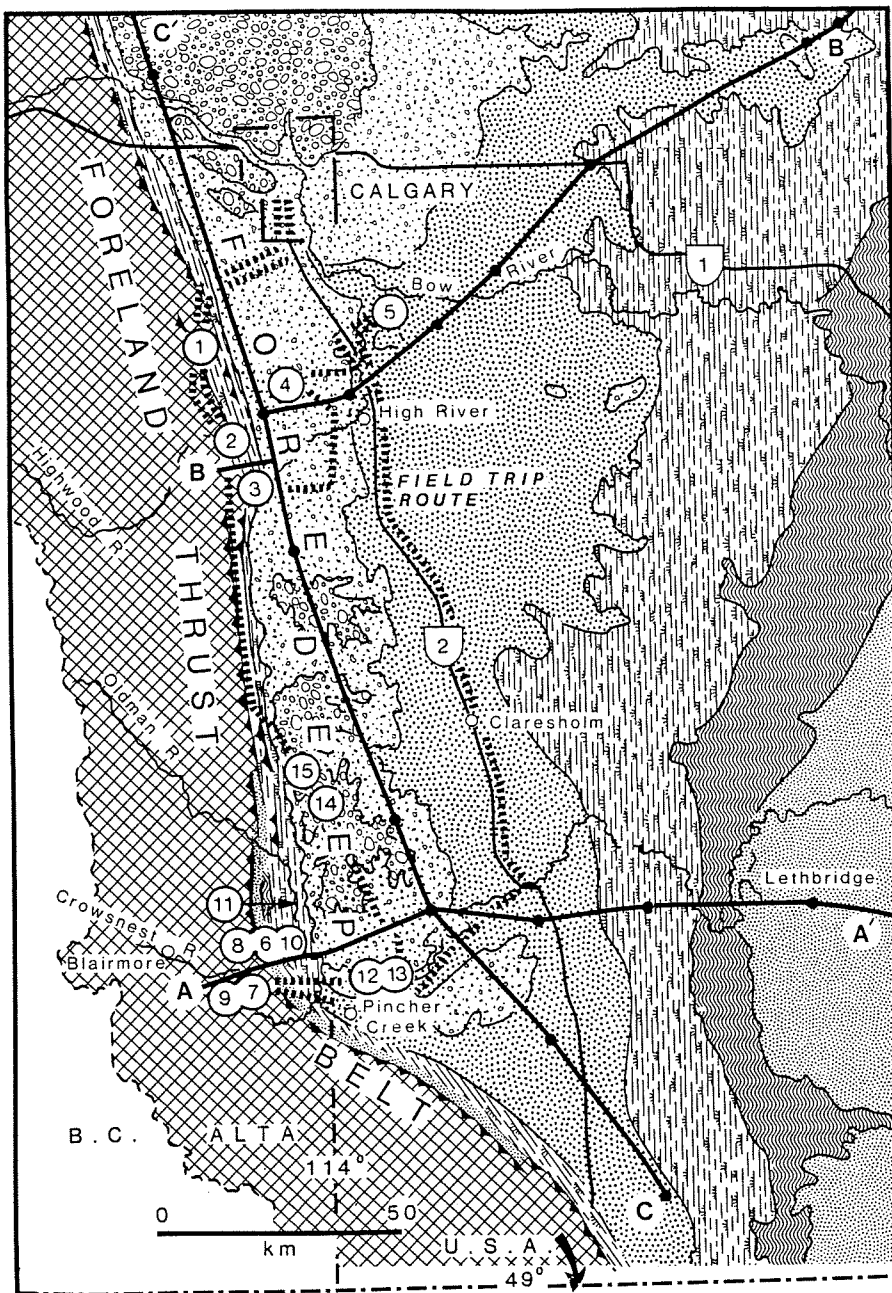 C'
B
FORELAND
CALGARY
Bow River
1
5
1
FOREDEEP
4
High River
2
B
3
FIELD TRIP
ROUTE
Highwood R.
THRUST
2
Oldman R.
Claresholm
15
14
Lethbridge
11
A'
Crowsnest R.
8 6 10
Blairmore
12 13
A
9 7
Pincher
Creek
BELT
B.C. ALTA
114°
0 50
km
C
U.S.A.
49°